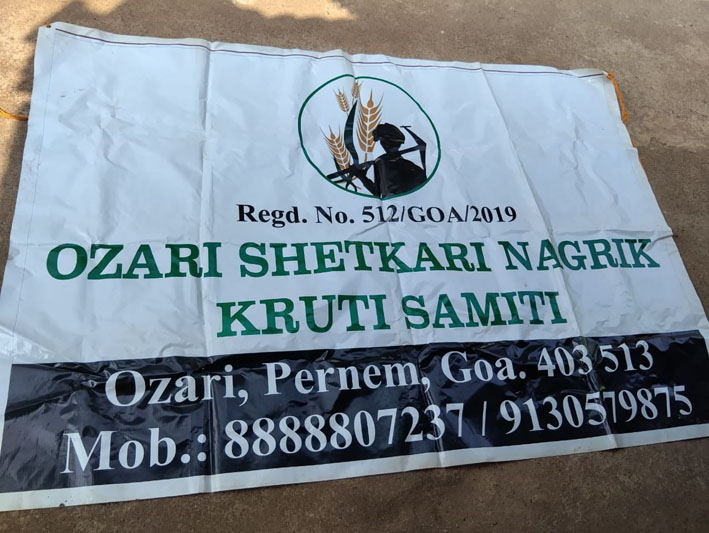 Regd. No. 512/GOA/2019
OZARI SHETKARI NAGRIK
KRUTI SAMITI
Ozari, Pernem, Goa. 403 513
Mob.: 8888807237 / 9130579875